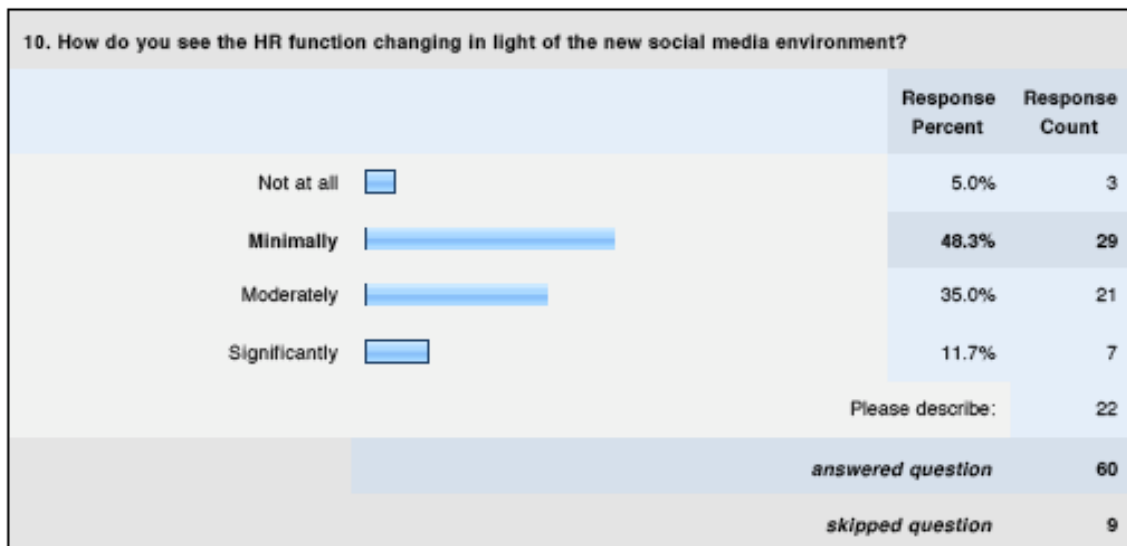 10. How do you see the HR function changing in light of the new social media environment?
Response Percent Response Count
Not at all 5.0% 3
Minimally 48.3% 29
Moderately 35.0% 21
Significantly 11.7% 7
Please describe: 22
answered question 60
skipped question 9